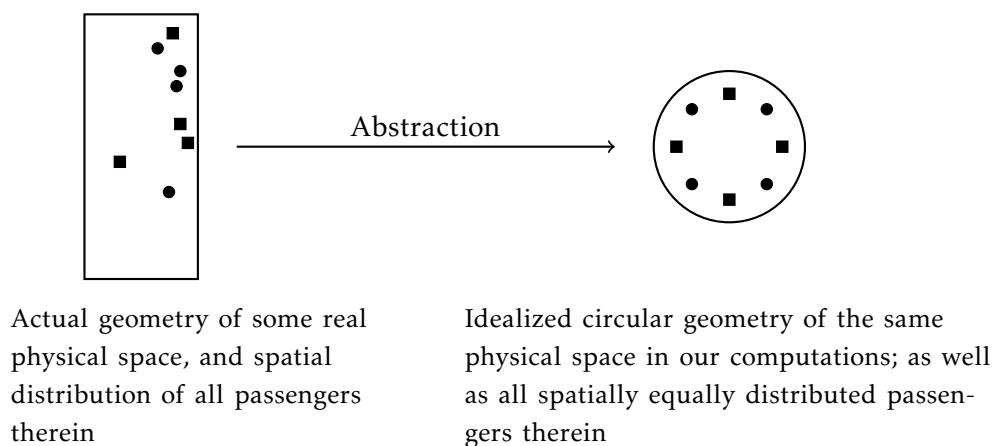 Abstraction
Actual geometry of some real
physical space, and spatial
distribution of all passengers
therein
Idealized circular geometry of the same
physical space in our computations; as well
as all spatially equally distributed passen-
gers therein